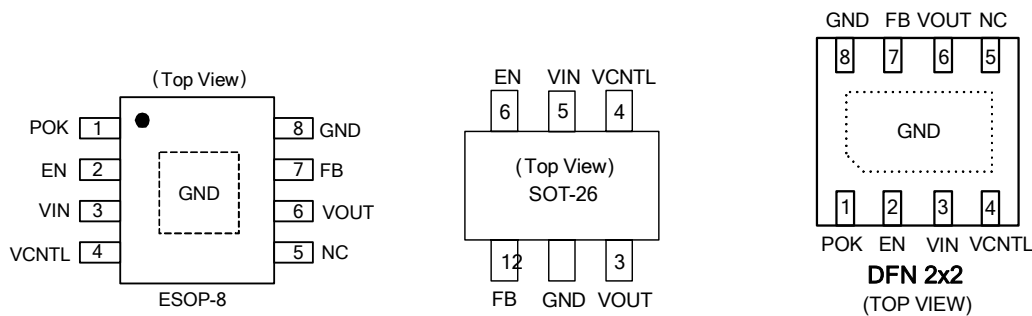 (Top View)
POK 1 8 GND
EN 2 7 FB
VIN 3 GND 6 VOUT
VCNTL 4 5 NC
ESOP-8
EN VIN VCNTL
6 5 4
(Top View)
SOT-26
12 3
FB GND VOUT
GND FB VOUT NC
8 7 6 5
GND
1 2 3 4
POK EN VIN VCNTL
DFN 2x2
(TOP VIEW)